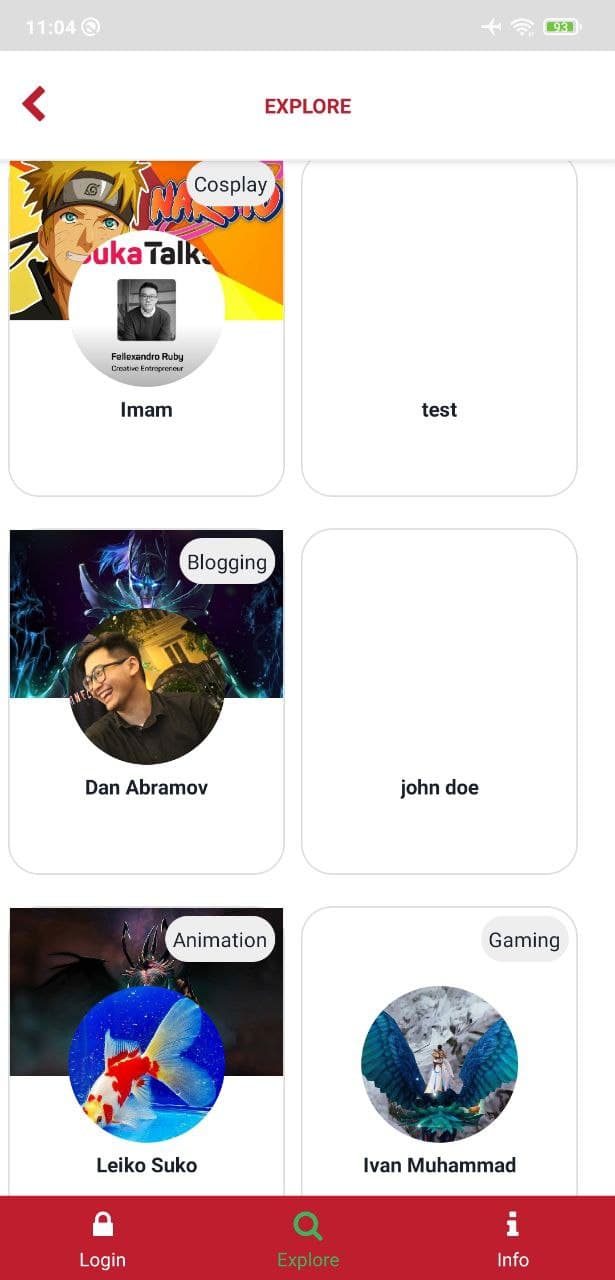 11:04
93
EXPLORE
Cosplay
NARUTO
sukaTalks
Fellexandro Ruby
Creative Entrepreneur
Imam
test
Blogging
Dan Abramov
john doe
Animation
Gaming
Leiko Suko
Ivan Muhammad
Login
Explore
Info